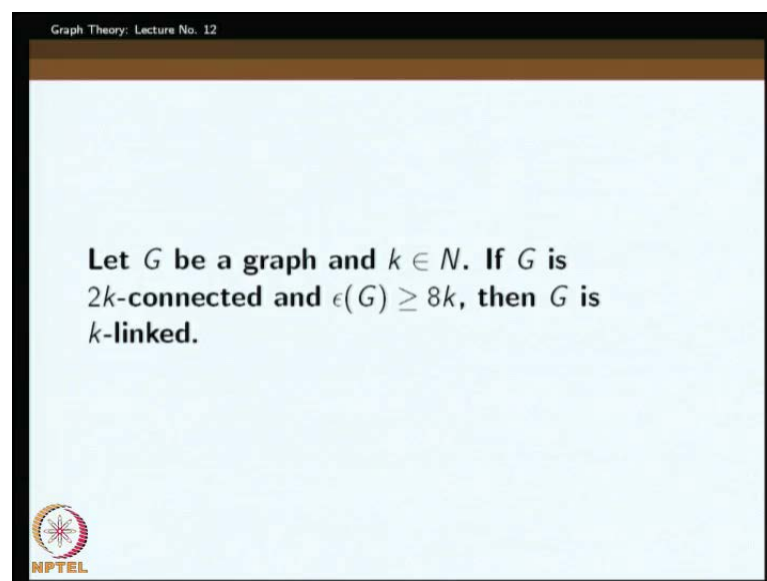 Graph Theory: Lecture No. 12
Let G be a graph and k ∈ N. If G is
2k-connected and ϵ(G) ≥ 8k, then G is
k-linked.
NPTEL